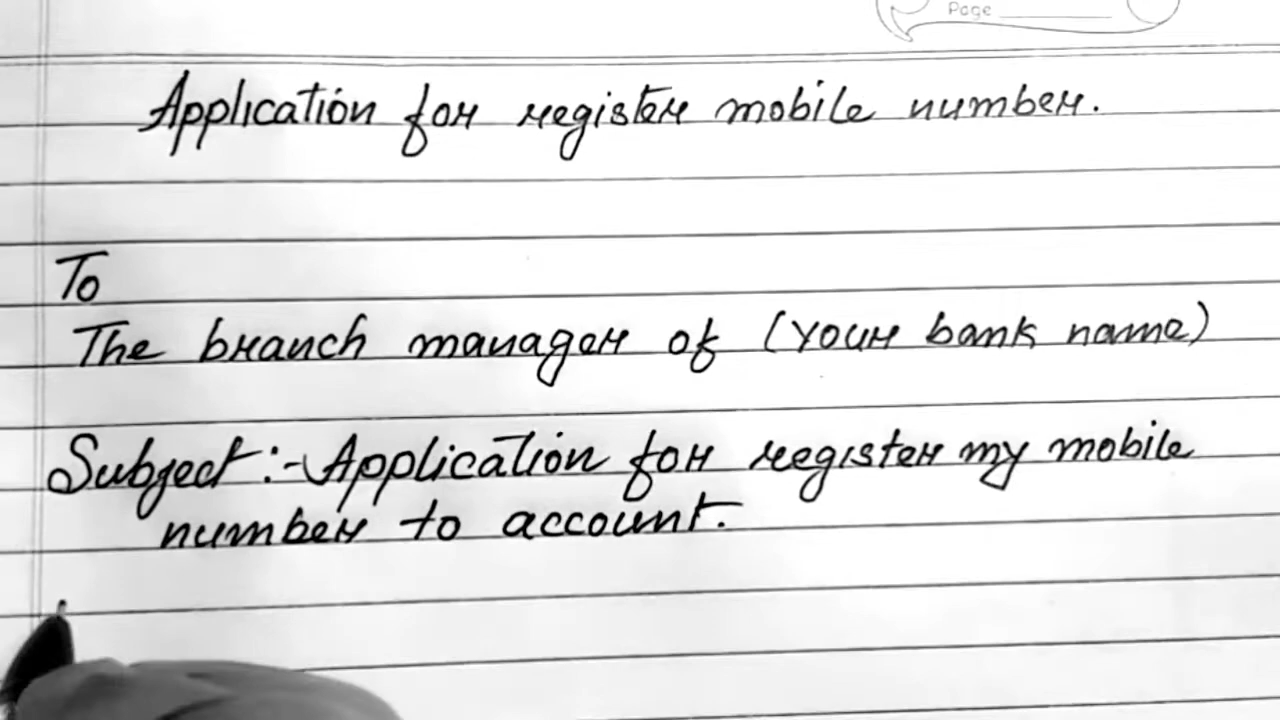 Page
Application for register mobile number.
To
The branch manager of (Your bank name)
Subject:- Application for register my mobile
number to account.